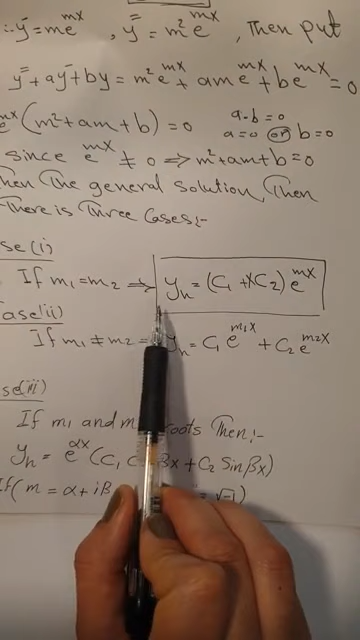 ∴ y̅ = me^mx , y̿ = m²e^mx , Then put
y̿ + ay̅ + by = m²e^mx + ame^mx + be^mx = 0
e^mx (m² + am + b) = 0
a·b = 0
a=0 or b=0
since e^mx ≠ 0 ⇒ m² + am + b = 0
Then The general solution, Then
There is Three Cases:-
se(i)
If m₁ = m₂ ⇒ yₕ = (C₁ + XC₂) e^mx
ase(ii)
If m₁ ≠ m₂ yₕ = C₁ e^m₁x + C₂ e^m₂x
se(iii)
If m₁ and roots Then:-
yₕ = e^αx (C₁ βx + C₂ Sin βx)
If (m = α + iβ = √-1)